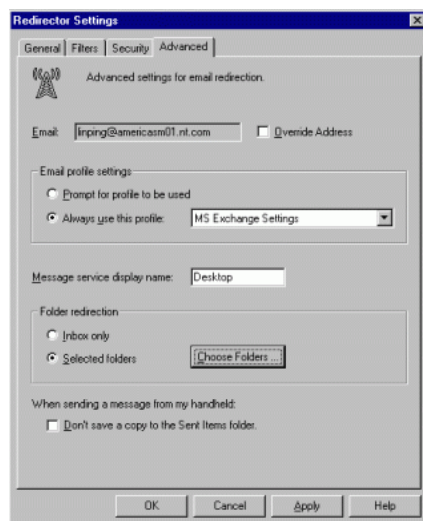 Redirector Settings
General Filters Security Advanced
Advanced settings for email redirection.
Email: linping@americasm01.nt.com Override Address
Email profile settings
Prompt for profile to be used
Always use this profile: MS Exchange Settings
Message service display name: Desktop
Folder redirection
Inbox only
Selected folders Choose Folders ...
When sending a message from my handheld:
Don't save a copy to the Sent Items folder.
OK Cancel Apply Help